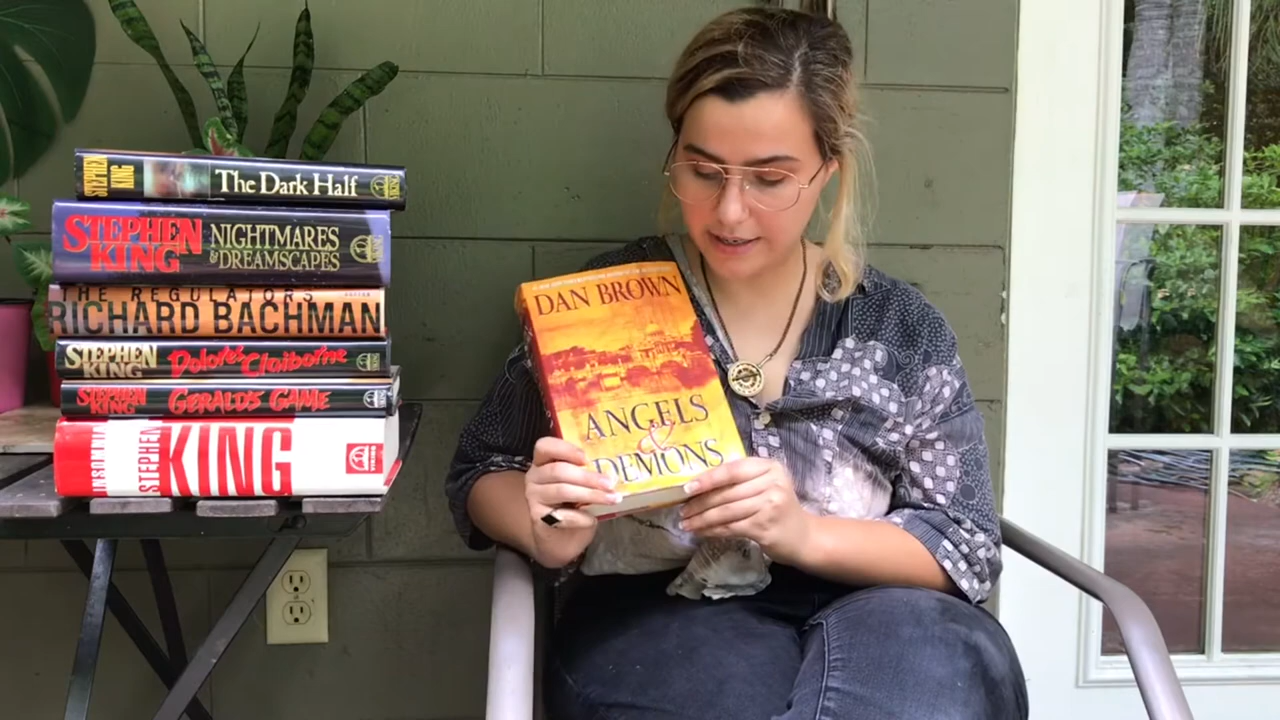 STEPHEN KING
The Dark Half
STEPHEN KING
NIGHTMARES & DREAMSCAPES
THE REGULATORS
RICHARD BACHMAN
STEPHEN KING
Dolores Claiborne
STEPHEN KING
GERALD'S GAME
INSOMNIA
STEPHEN
KING
VIKING
DAN BROWN
ANGELS
&
DEMONS